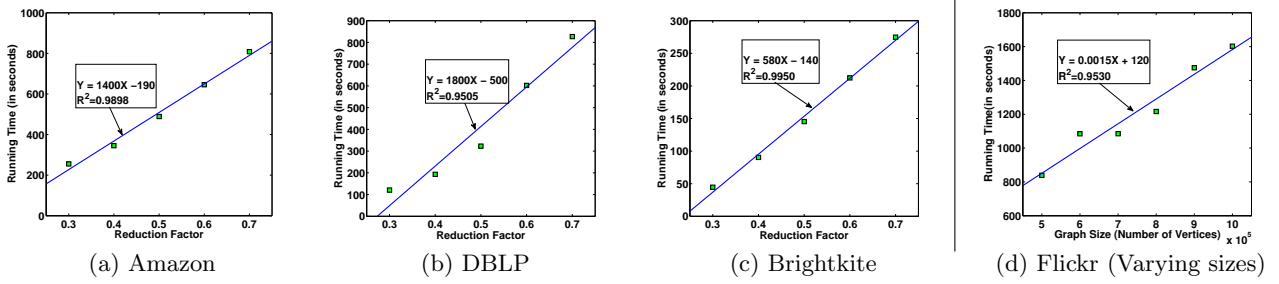 1000
800
600
400
200
0
Running Time (in seconds)
Y = 1400X −190
R²=0.9898
0.3 0.4 0.5 0.6 0.7
Reduction Factor
(a) Amazon
900
800
700
600
500
400
300
200
100
0
Running Time (in seconds)
Y = 1800X − 500
R²=0.9505
0.3 0.4 0.5 0.6 0.7
Reduction Factor
(b) DBLP
300
250
200
150
100
50
0
Running Time (in seconds)
Y = 580X − 140
R²=0.9950
0.3 0.4 0.5 0.6 0.7
Reduction Factor
(c) Brightkite
1800
1600
1400
1200
1000
800
600
Running Time(in seconds)
Y = 0.0015X + 120
R²=0.9530
5 6 7 8 9 10
Graph Size (Number of Vertices)
x 10⁵
(d) Flickr (Varying sizes)